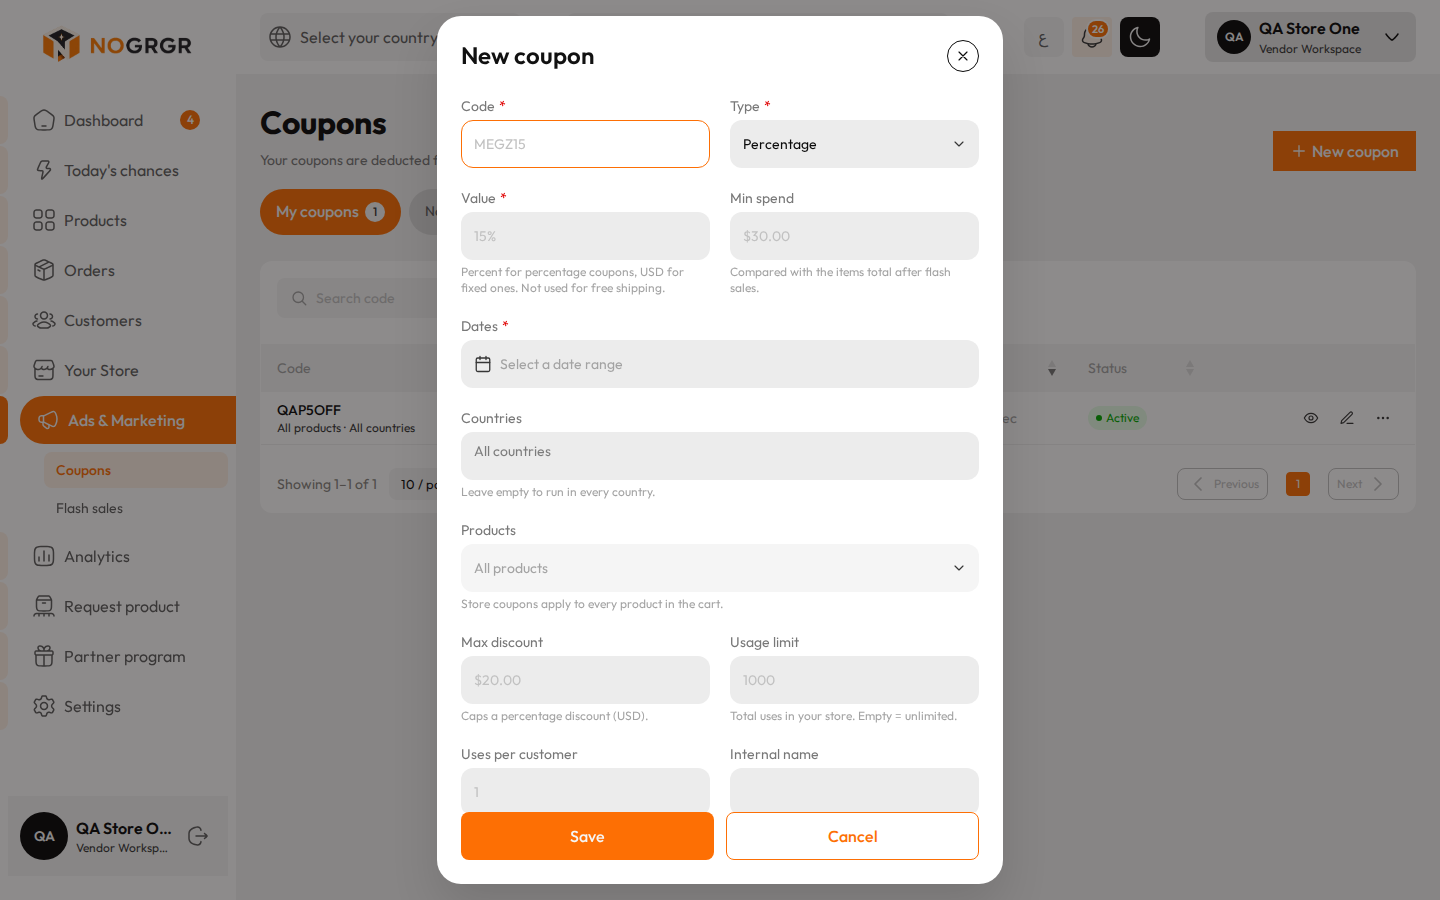 NOGRGR
Select your country
ع
26
QA
QA Store One
Vendor Workspace
Dashboard
4
Today's chances
Products
Orders
Customers
Your Store
Ads & Marketing
Coupons
Flash sales
Analytics
Request product
Partner program
Settings
QA
QA Store O...
Vendor Worksp...
Coupons
Your coupons are deducted
New coupon
My coupons 1
Search code
Code
Status
QAP5OFF
All products · All countries
Active
Showing 1–1 of 1
Previous
1
Next
New coupon
Code *
Type *
MEGZ15
Percentage
Value *
Min spend
15%
$30.00
Percent for percentage coupons, USD for
fixed ones. Not used for free shipping.
Compared with the items total after flash
sales.
Dates *
Select a date range
Countries
All countries
Leave empty to run in every country.
Products
All products
Store coupons apply to every product in the cart.
Max discount
Usage limit
$20.00
1000
Caps a percentage discount (USD).
Total uses in your store. Empty = unlimited.
Uses per customer
Internal name
1
Save
Cancel